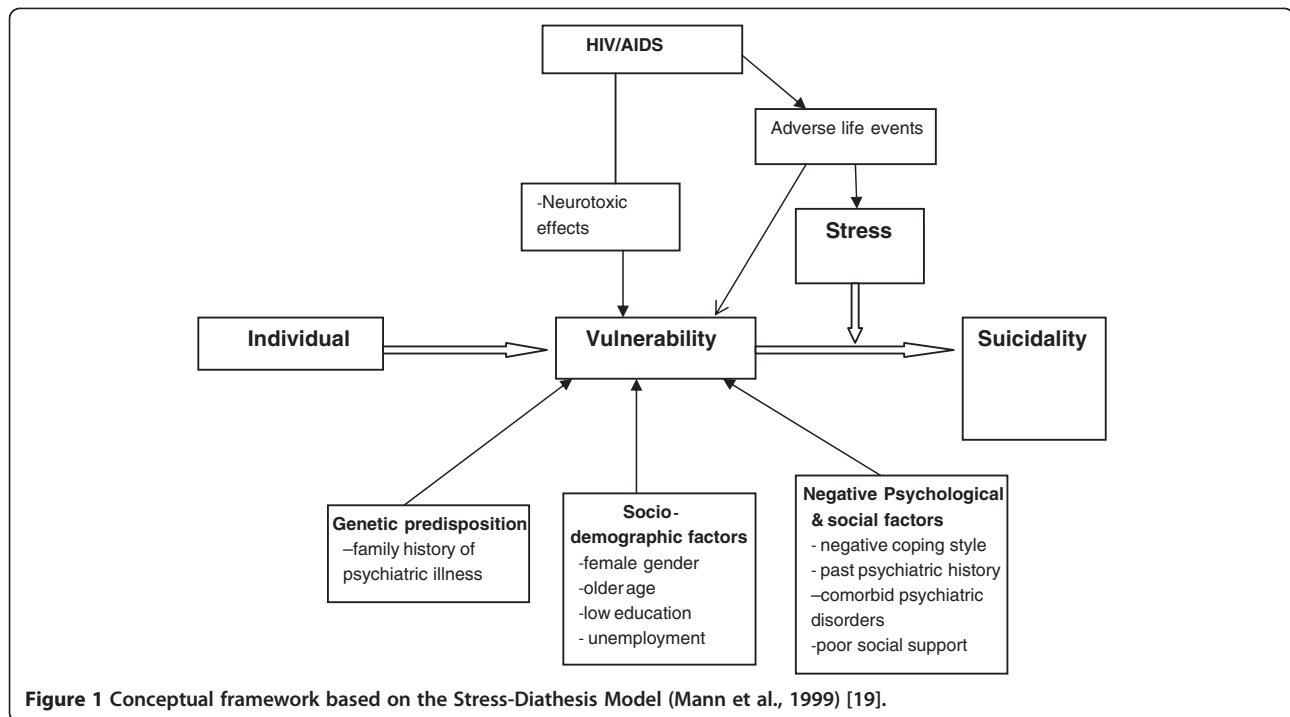 HIV/AIDS
Adverse life events
-Neurotoxic
effects
Stress
Individual
Vulnerability
Suicidality
Genetic predisposition
–family history of
psychiatric illness
Socio-
demographic factors
-female gender
-older age
-low education
- unemployment
Negative Psychological
& social factors
- negative coping style
- past psychiatric history
–comorbid psychiatric
disorders
-poor social support
Figure 1 Conceptual framework based on the Stress-Diathesis Model (Mann et al., 1999) [19].